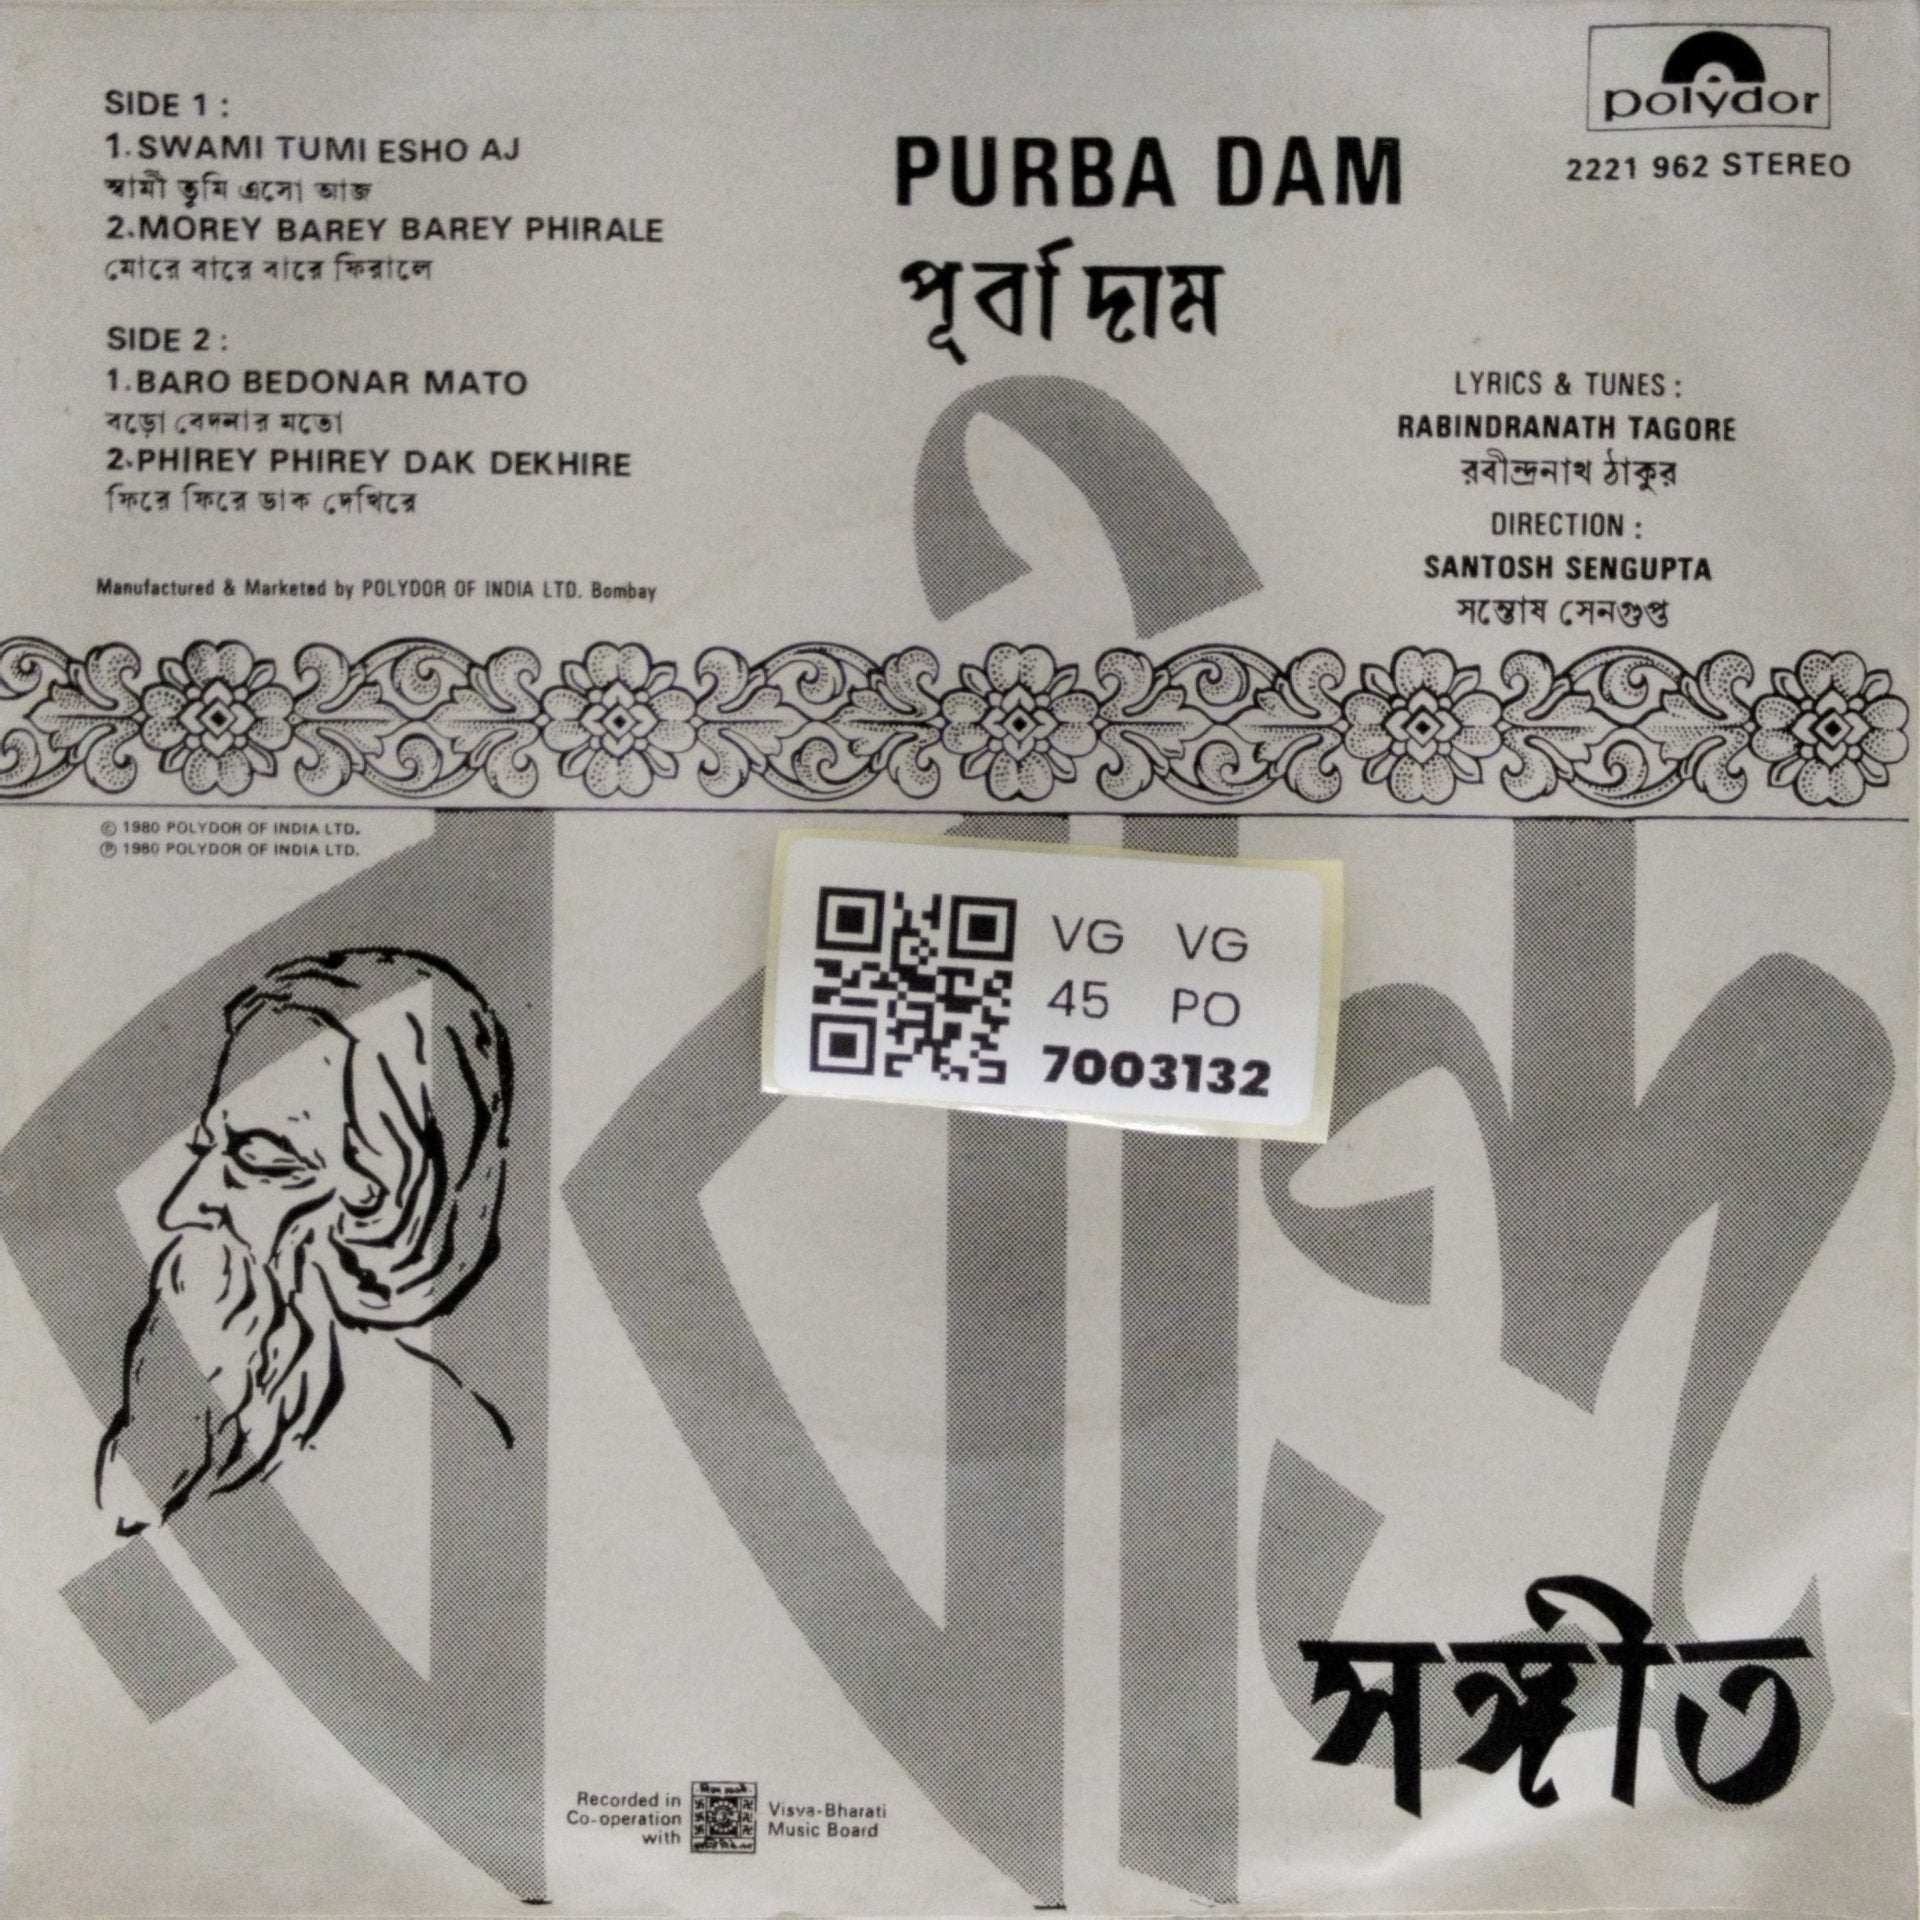 SIDE 1 :
1. SWAMI TUMI ESHO AJ
স্বামী তুমি এসো আজ
2. MOREY BAREY BAREY PHIRALE
মোরে বারে বারে ফিরালে
SIDE 2 :
1. BARO BEDONAR MATO
বড়ো বেদনার মতো
2. PHIREY PHIREY DAK DEKHIRE
ফিরে ফিরে ডাক দেখিরে
Manufactured & Marketed by POLYDOR OF INDIA LTD. Bombay
PURBA DAM
পূর্বা দাম
polydor
2221 962 STEREO
LYRICS & TUNES :
RABINDRANATH TAGORE
রবীন্দ্রনাথ ঠাকুর
DIRECTION :
SANTOSH SENGUPTA
সন্তোষ সেনগুপ্ত
© 1980 POLYDOR OF INDIA LTD.
℗ 1980 POLYDOR OF INDIA LTD.
VG VG
45 PO
7003132
রবীন্দ্র
সঙ্গীত
Recorded in
Co-operation
with
Visva-Bharati
Music Board